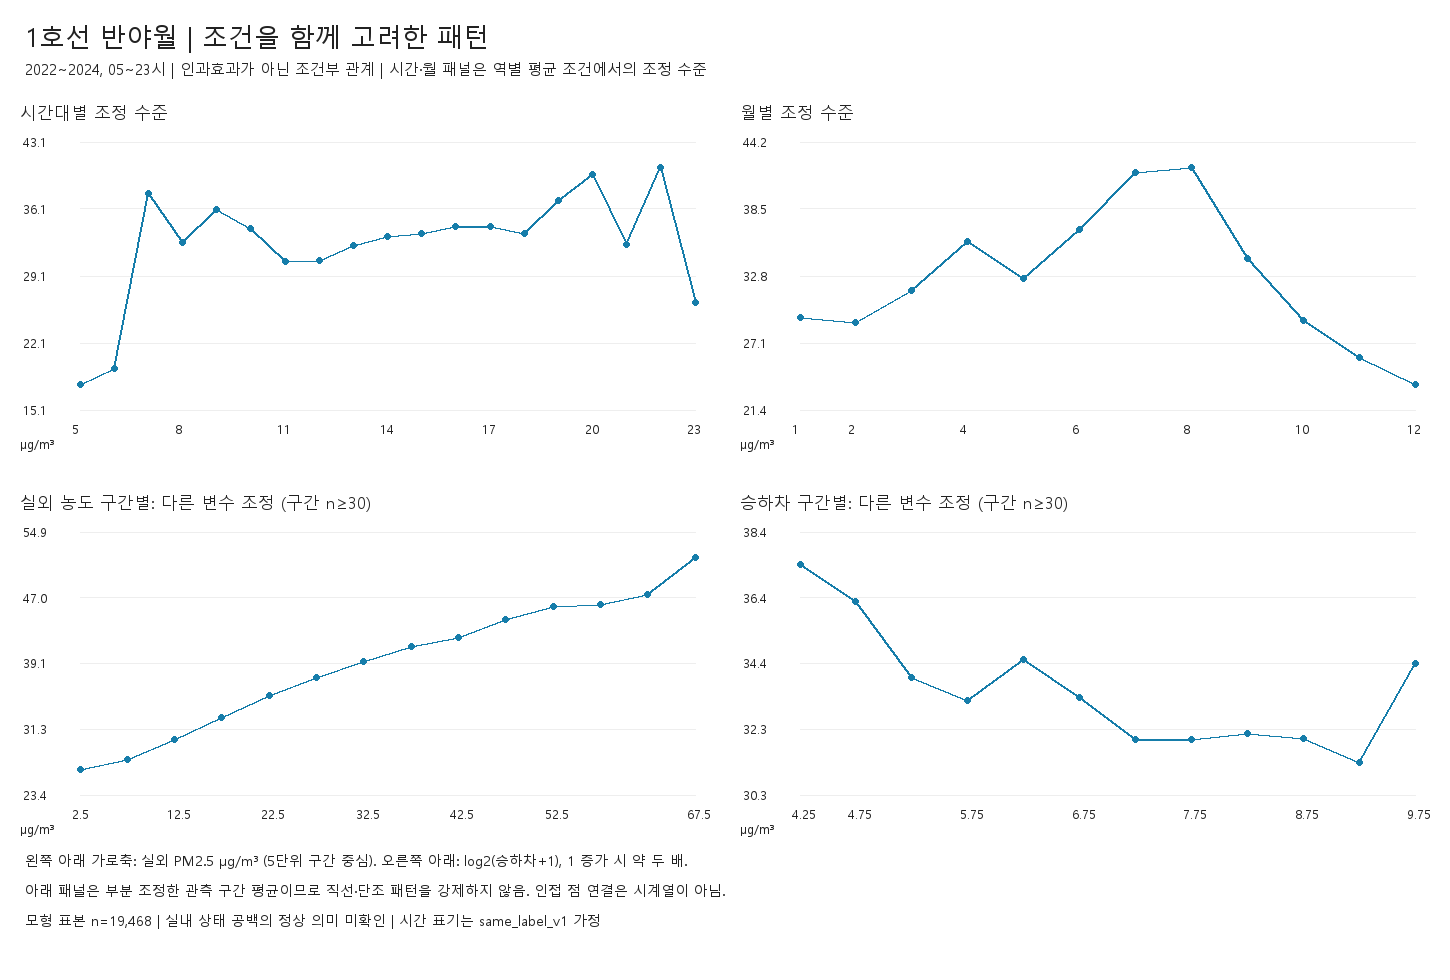 1호선 반야월 | 조건을 함께 고려한 패턴
2022~2024, 05~23시 | 인과효과가 아닌 조건부 관계 | 시간·월 패널은 역별 평균 조건에서의 조정 수준
시간대별 조정 수준
43.1
36.1
29.1
22.1
15.1
5 8 11 14 17 20 23
µg/m³
월별 조정 수준
44.2
38.5
32.8
27.1
21.4
1 2 4 6 8 10 12
µg/m³
실외 농도 구간별: 다른 변수 조정 (구간 n≥30)
54.9
47.0
39.1
31.3
23.4
2.5 12.5 22.5 32.5 42.5 52.5 67.5
µg/m³
승하차 구간별: 다른 변수 조정 (구간 n≥30)
38.4
36.4
34.4
32.3
30.3
4.25 4.75 5.75 6.75 7.75 8.75 9.75
µg/m³
왼쪽 아래 가로축: 실외 PM2.5 µg/m³ (5단위 구간 중심). 오른쪽 아래: log2(승하차+1), 1 증가 시 약 두 배.
아래 패널은 부분 조정한 관측 구간 평균이므로 직선·단조 패턴을 강제하지 않음. 인접 점 연결은 시계열이 아님.
모형 표본 n=19,468 | 실내 상태 공백의 정상 의미 미확인 | 시간 표기는 same_label_v1 가정